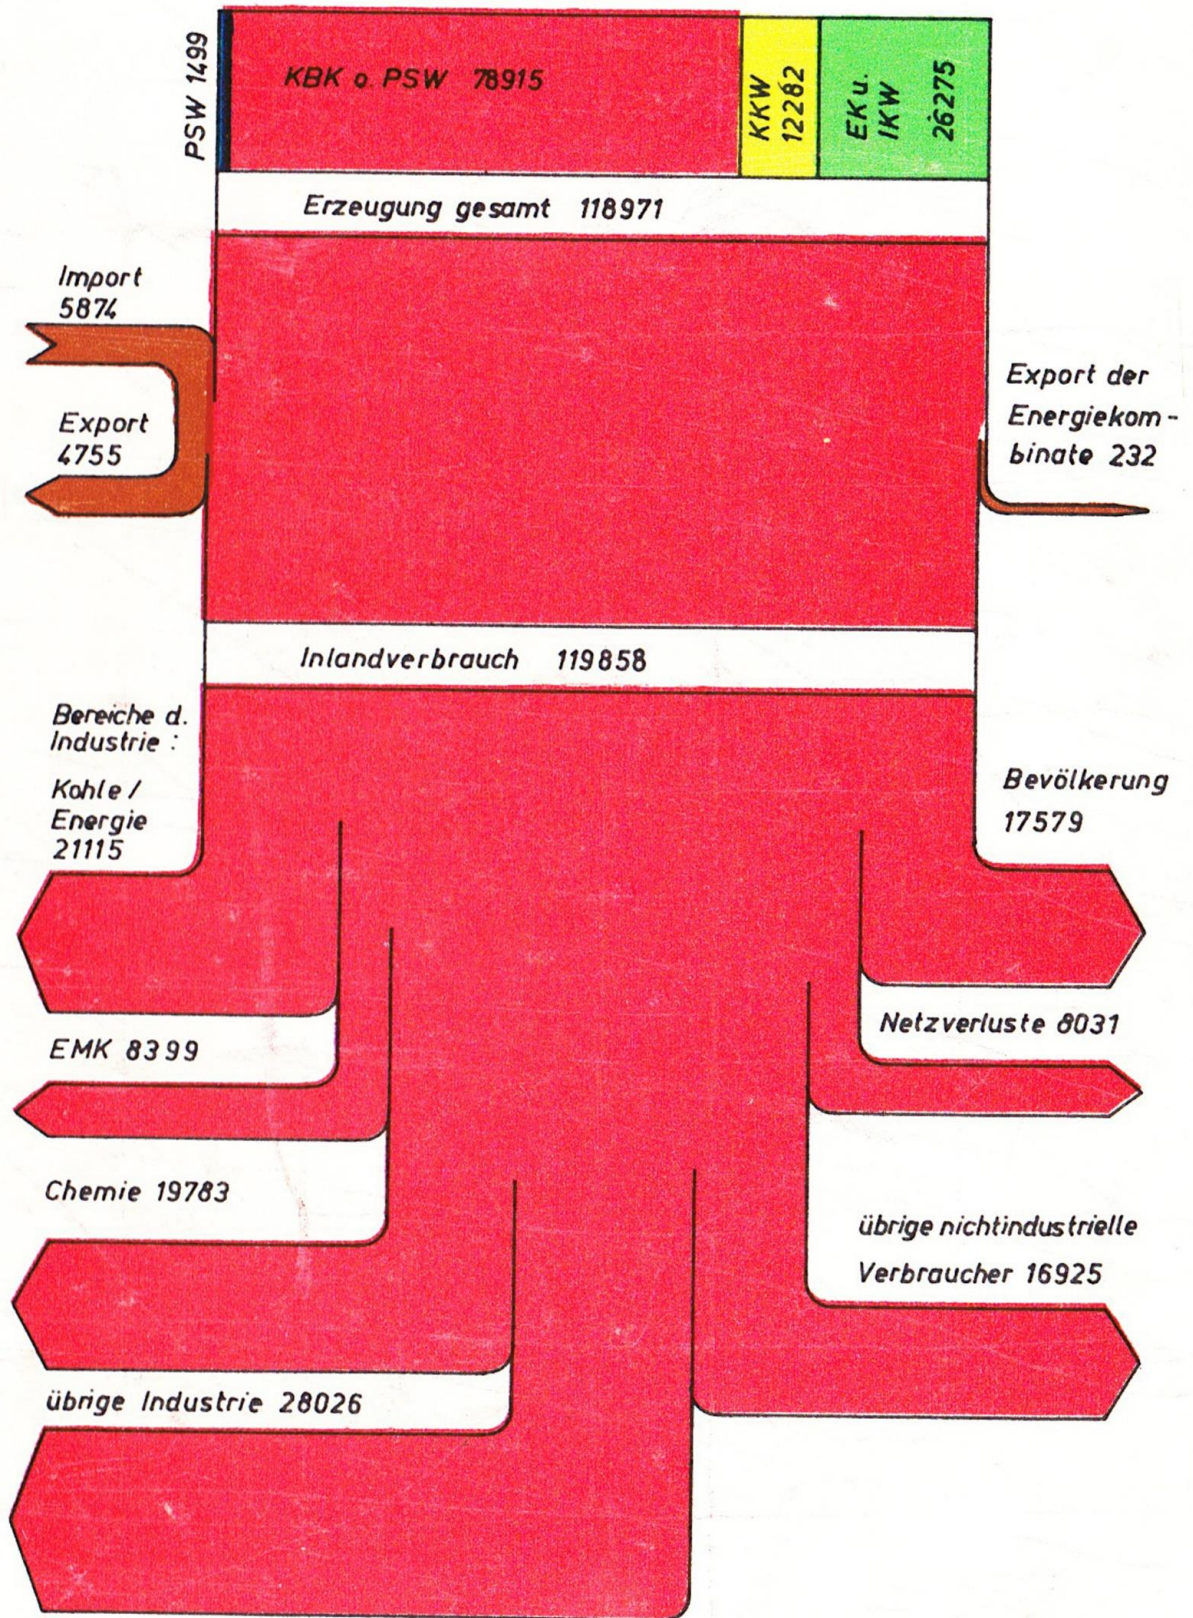 PSW 1499
KBK o. PSW 78915
KKW
12282
EK u.
IKW
26275
Erzeugung gesamt 118971
Import
5874
Export
4755
Export der
Energiekom-
binate 232
Inlandverbrauch 119858
Bereiche d.
Industrie :
Kohle /
Energie
21115
Bevölkerung
17579
EMK 8399
Netzverluste 8031
Chemie 19783
übrige nichtindustrielle
Verbraucher 16925
übrige Industrie 28026